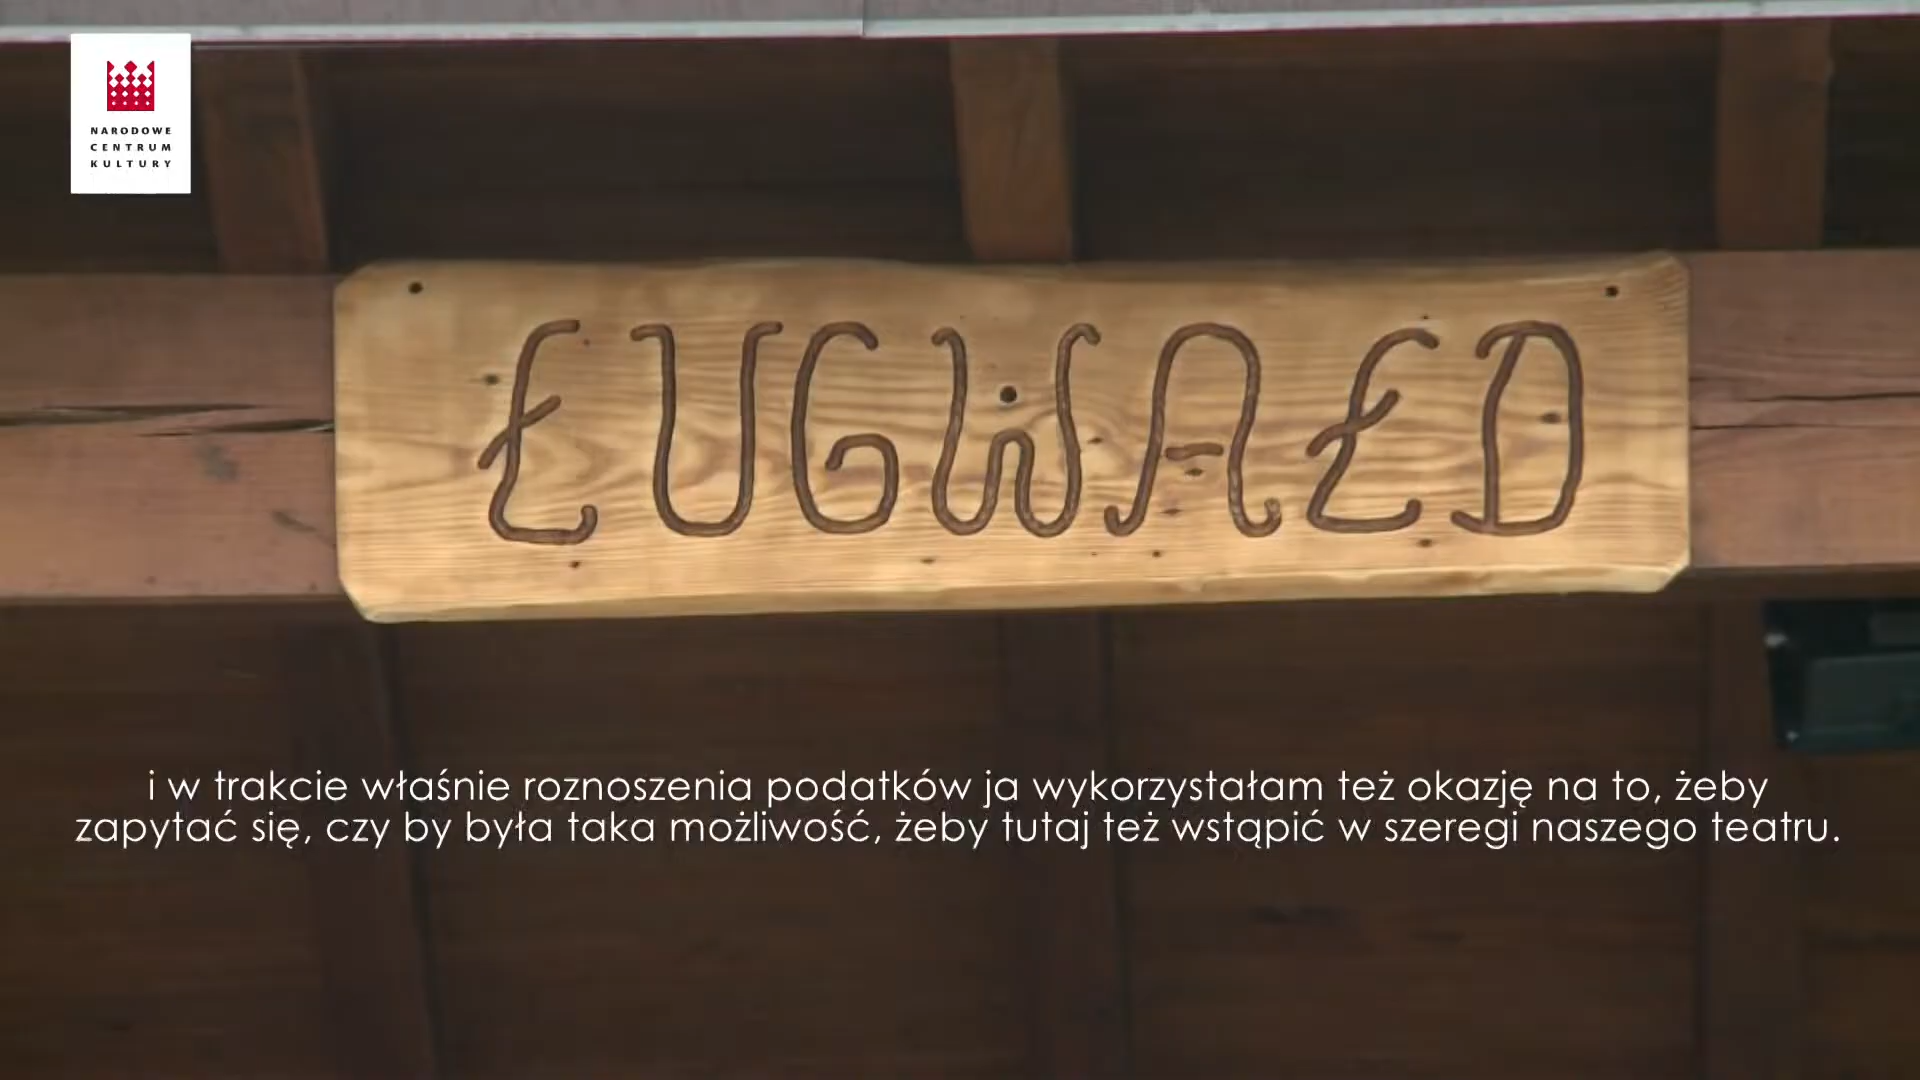 NARODOWE
CENTRUM
KULTURY
ŁUGWAŁD
i w trakcie właśnie roznoszenia podatków ja wykorzystałam też okazję na to, żeby
zapytać się, czy by była taka możliwość, żeby tutaj też wstąpić w szeregi naszego teatru.